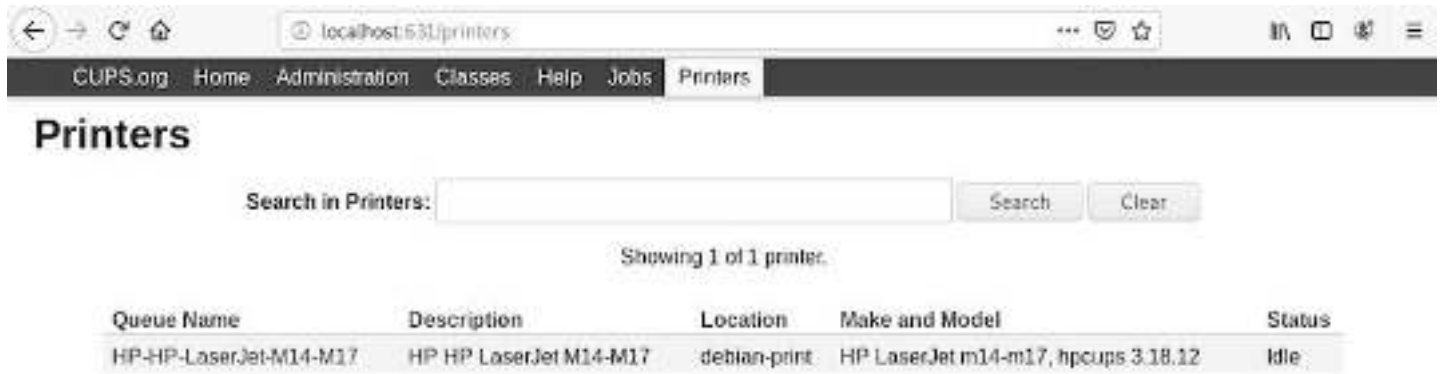 localhost:631/printers
CUPS.org Home Administration Classes Help Jobs Printers
Printers
Search in Printers: Search Clear
Showing 1 of 1 printer.
Queue Name Description Location Make and Model Status
HP-HP-LaserJet-M14-M17 HP HP LaserJet M14-M17 debian-print HP LaserJet m14-m17, hpcups 3.18.12 Idle